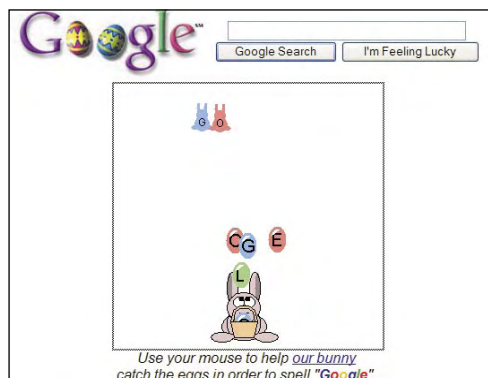 Google™
Google Search
I'm Feeling Lucky
G O
C G E
L
Use your mouse to help our bunny
catch the eggs in order to spell "Google"